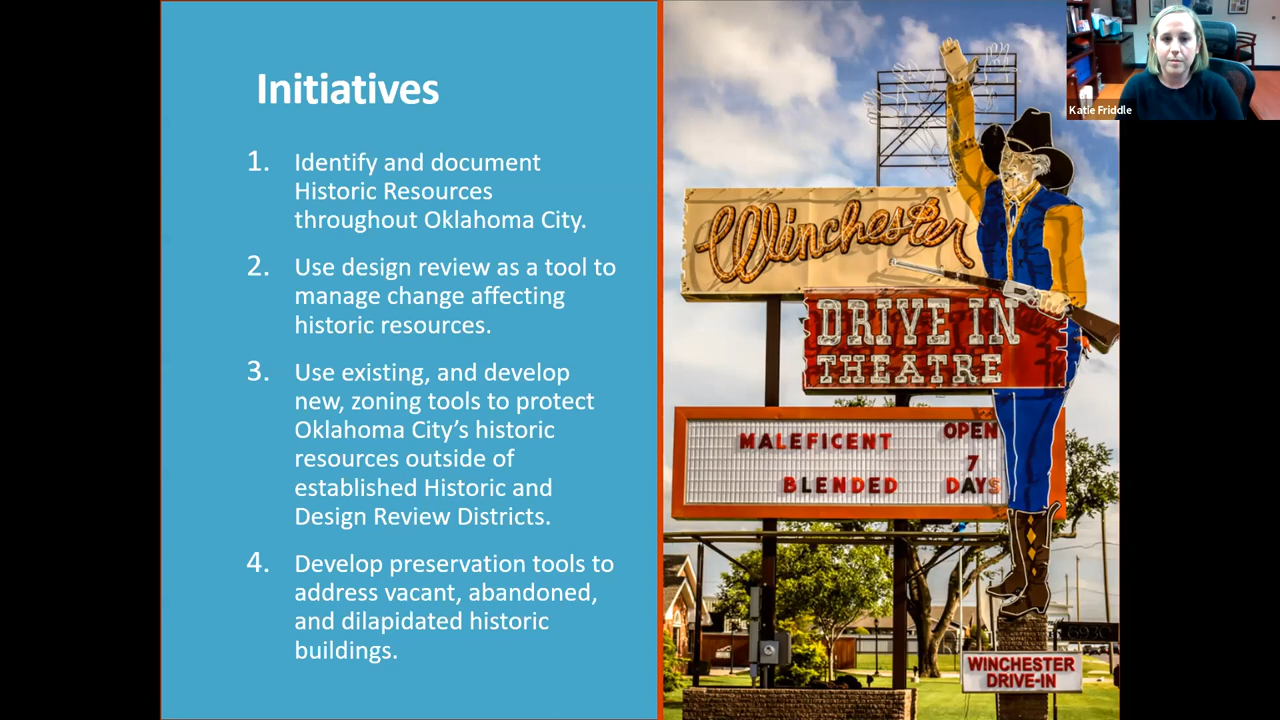 Initiatives
1. Identify and document
Historic Resources
throughout Oklahoma City.
2. Use design review as a tool to
manage change affecting
historic resources.
3. Use existing, and develop
new, zoning tools to protect
Oklahoma City’s historic
resources outside of
established Historic and
Design Review Districts.
4. Develop preservation tools to
address vacant, abandoned,
and dilapidated historic
buildings.
Winchester
DRIVE IN
THEATRE
MALEFICENT
BLENDED
OPEN
7
DAYS
WINCHESTER
DRIVE-IN
Katie Friddle